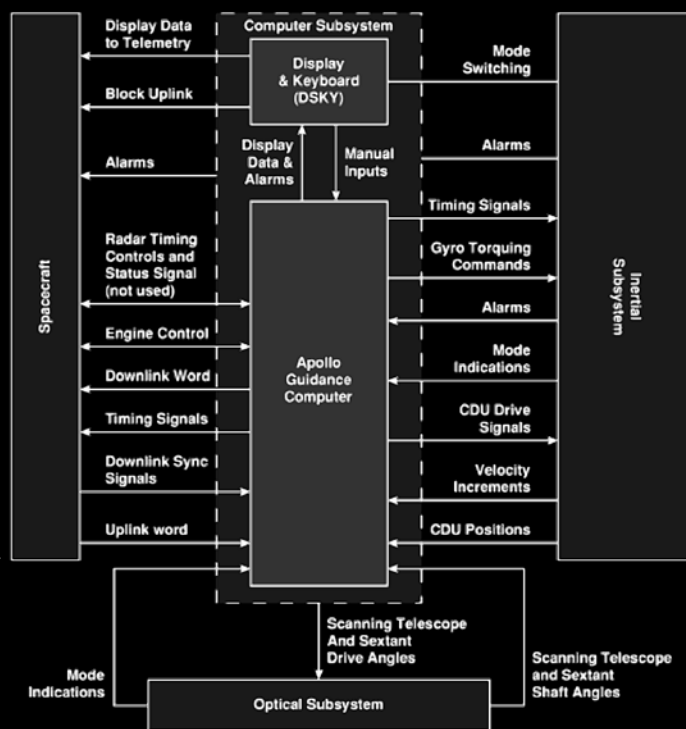 Computer Subsystem
Display Data
to Telemetry
Block Uplink
Alarms
Radar Timing
Controls and
Status Signal
(not used)
Engine Control
Downlink Word
Timing Signals
Downlink Sync
Signals
Uplink word
Spacecraft
Display
& Keyboard
(DSKY)
Display
Data &
Alarms
Manual
Inputs
Apollo
Guidance
Computer
Mode
Switching
Alarms
Timing Signals
Gyro Torquing
Commands
Alarms
Mode
Indications
CDU Drive
Signals
Velocity
Increments
CDU Positions
Inertial
Subsystem
Mode
Indications
Scanning Telescope
And Sextant
Drive Angles
Scanning Telescope
and Sextant
Shaft Angles
Optical Subsystem